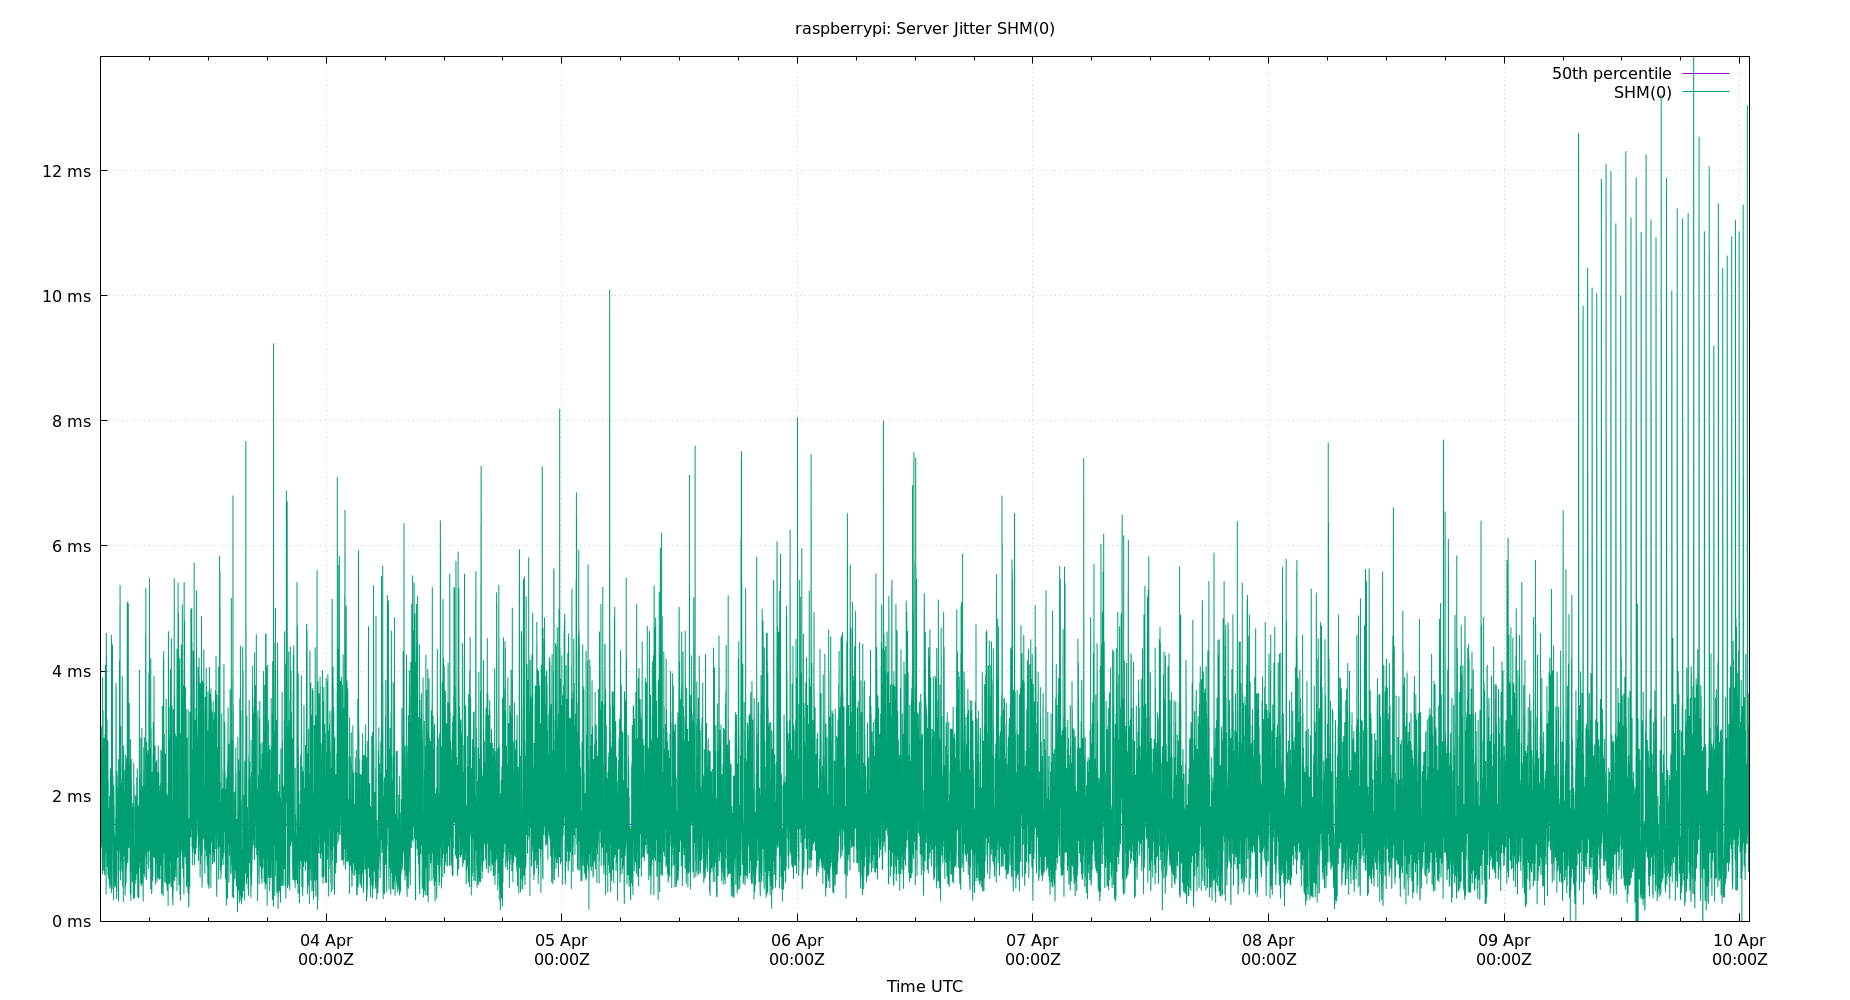 raspberrypi: Server Jitter SHM(0)
50th percentile
SHM(0)
12 ms
10 ms
8 ms
6 ms
4 ms
2 ms
0 ms
04 Apr 05 Apr 06 Apr 07 Apr 08 Apr 09 Apr 10 Apr
00:00Z 00:00Z 00:00Z 00:00Z 00:00Z 00:00Z 00:00Z
Time UTC